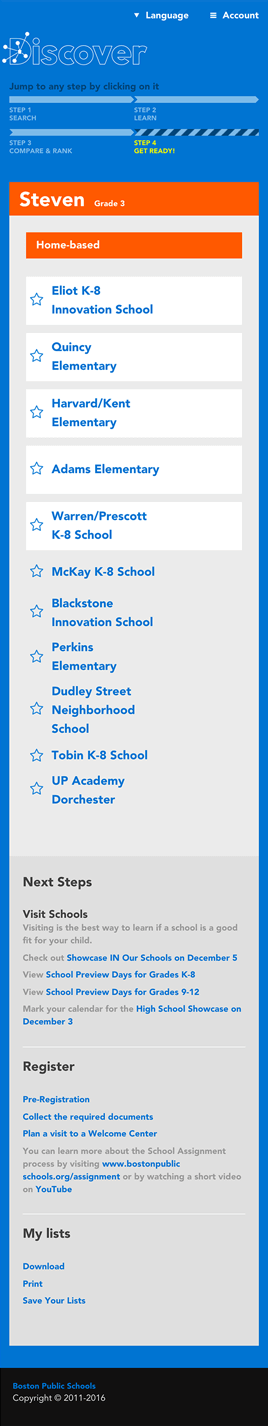 Language
Account
Discover
Jump to any step by clicking on it
STEP 1
SEARCH
STEP 2
LEARN
STEP 3
COMPARE & RANK
STEP 4
GET READY!
Steven Grade 3
Home-based
Eliot K-8
Innovation School
Quincy
Elementary
Harvard/Kent
Elementary
Adams Elementary
Warren/Prescott
K-8 School
McKay K-8 School
Blackstone
Innovation School
Perkins
Elementary
Dudley Street
Neighborhood
School
Tobin K-8 School
UP Academy
Dorchester
Next Steps
Visit Schools
Visiting is the best way to learn if a school is a good
fit for your child.
Check out Showcase IN Our Schools on December 5
View School Preview Days for Grades K-8
View School Preview Days for Grades 9-12
Mark your calendar for the High School Showcase on
December 3
Register
Pre-Registration
Collect the required documents
Plan a visit to a Welcome Center
You can learn more about the School Assignment
process by visiting www.bostonpublic
schools.org/assignment or by watching a short video
on YouTube
My lists
Download
Print
Save Your Lists
Boston Public Schools
Copyright © 2011-2016